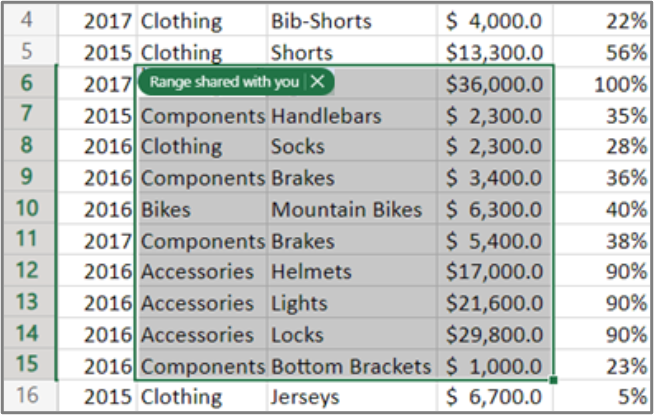 4 2017 Clothing Bib-Shorts $ 4,000.0 22%
5 2015 Clothing Shorts $13,300.0 56%
6 2017 Range shared with you $36,000.0 100%
7 2015 Components Handlebars $ 2,300.0 35%
8 2016 Clothing Socks $ 2,300.0 28%
9 2016 Components Brakes $ 3,400.0 36%
10 2016 Bikes Mountain Bikes $ 6,300.0 40%
11 2017 Components Brakes $ 5,400.0 38%
12 2016 Accessories Helmets $17,000.0 90%
13 2016 Accessories Lights $21,600.0 90%
14 2016 Accessories Locks $29,800.0 90%
15 2016 Components Bottom Brackets $ 1,000.0 23%
16 2015 Clothing Jerseys $ 6,700.0 5%